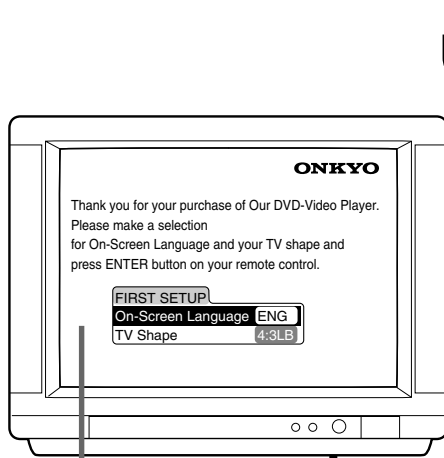 ONKYO
Thank you for your purchase of Our DVD-Video Player.
Please make a selection
for On-Screen Language and your TV shape and
press ENTER button on your remote control.
FIRST SETUP
On-Screen Language ENG
TV Shape 4:3LB